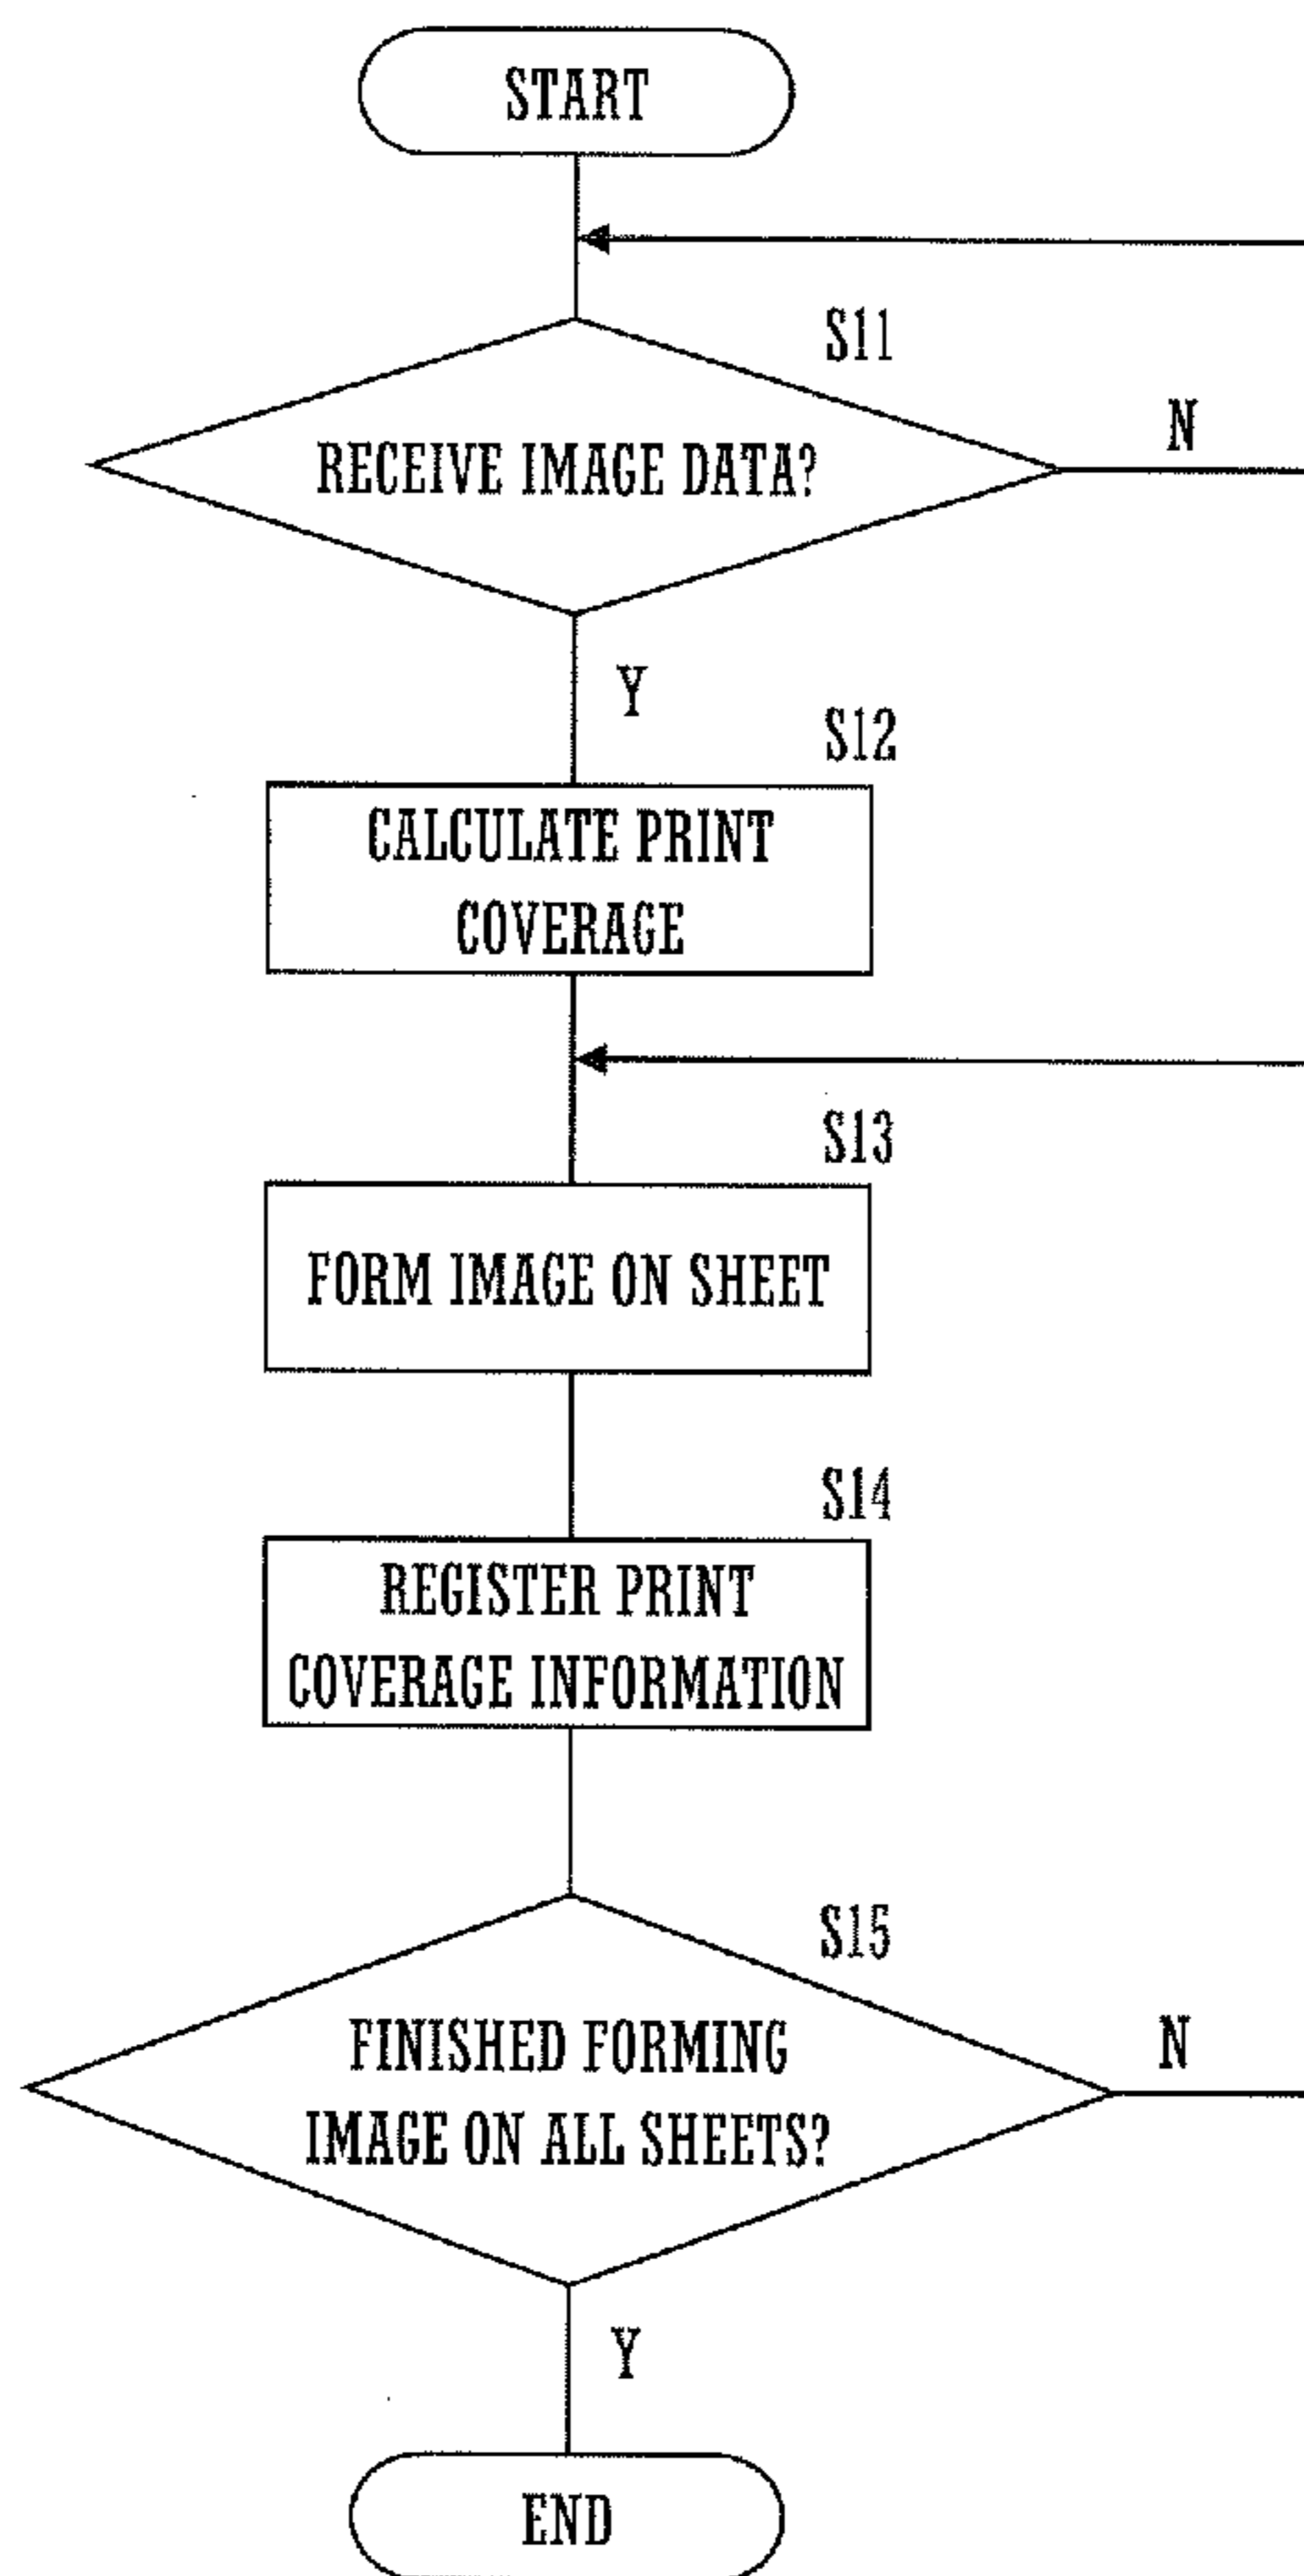 START
S11
RECEIVE IMAGE DATA?
N
Y
S12
CALCULATE PRINT
COVERAGE
S13
FORM IMAGE ON SHEET
S14
REGISTER PRINT
COVERAGE INFORMATION
S15
FINISHED FORMING
IMAGE ON ALL SHEETS?
N
Y
END